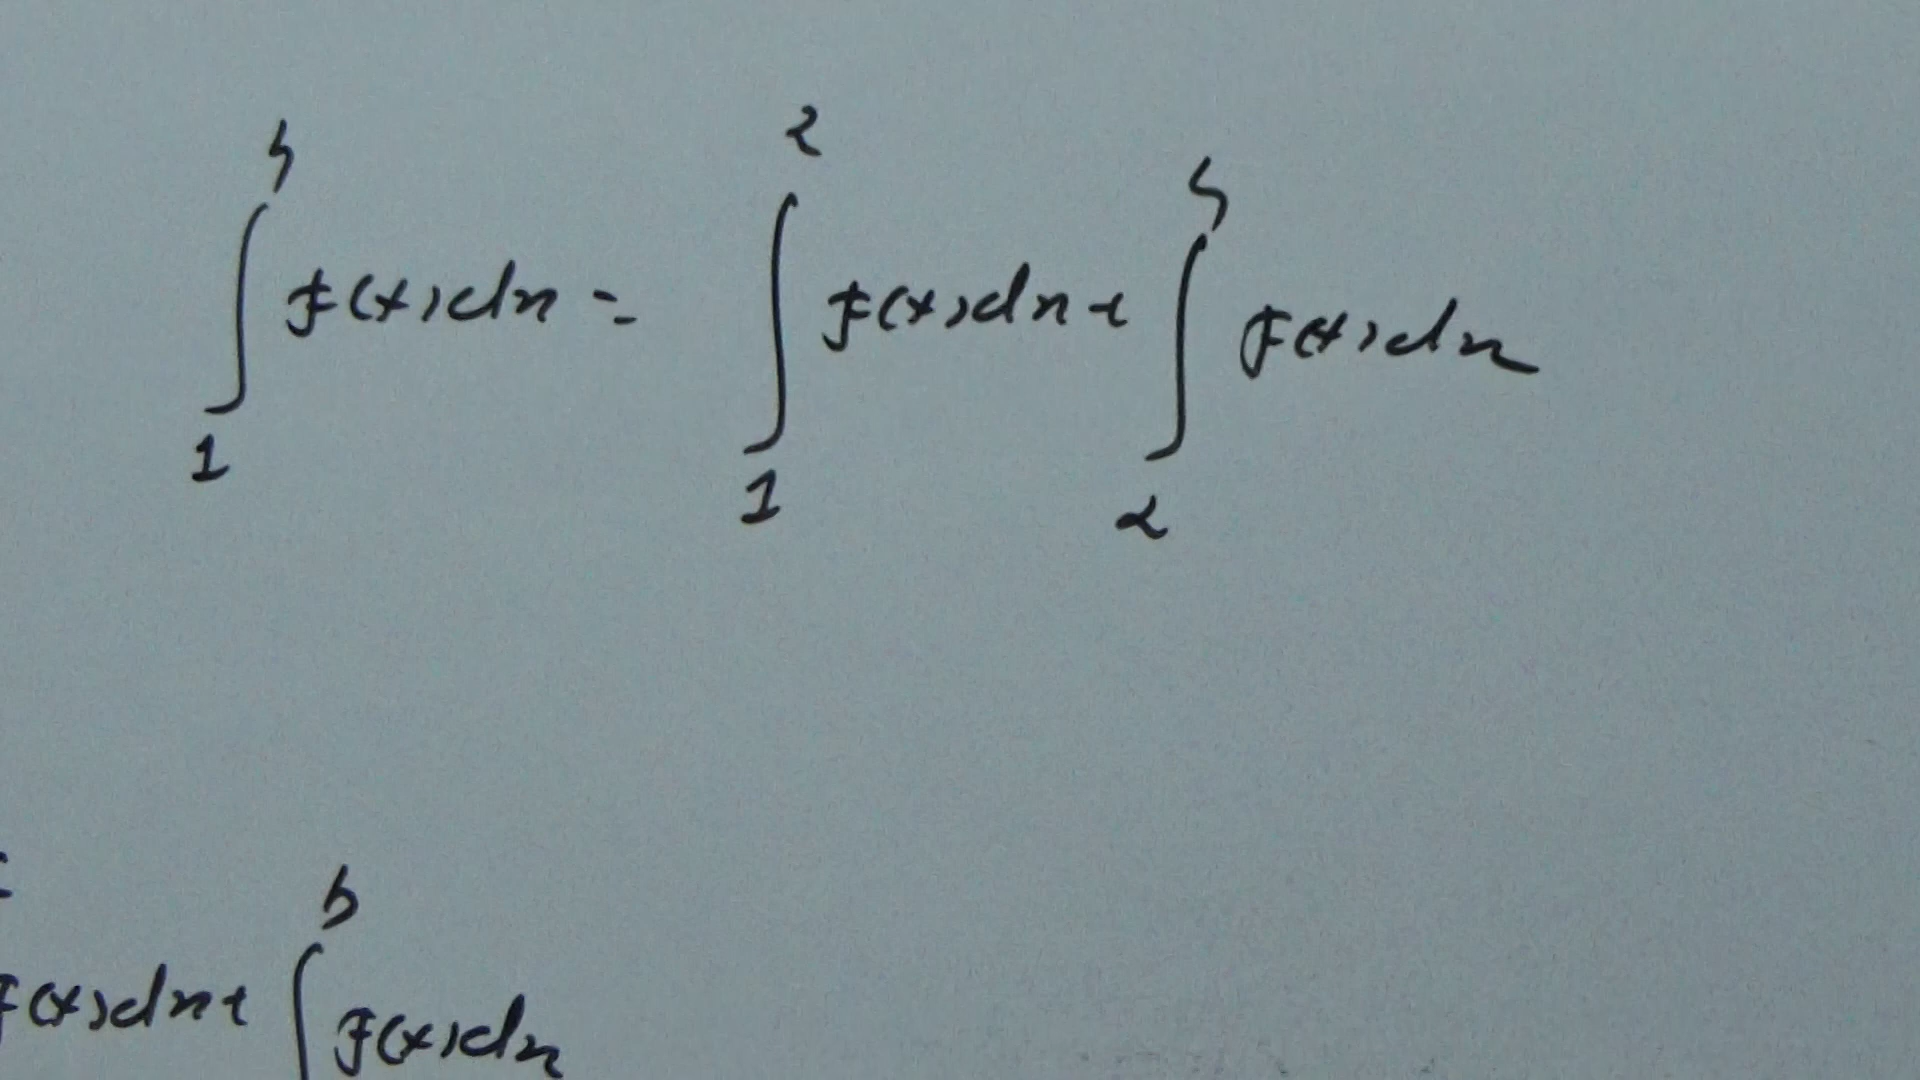 ∫₁⁴ f(x)dx = ∫₁² f(x)dx + ∫₂⁴ f(x)dx
b
f(x)dx + ∫ f(x)dx